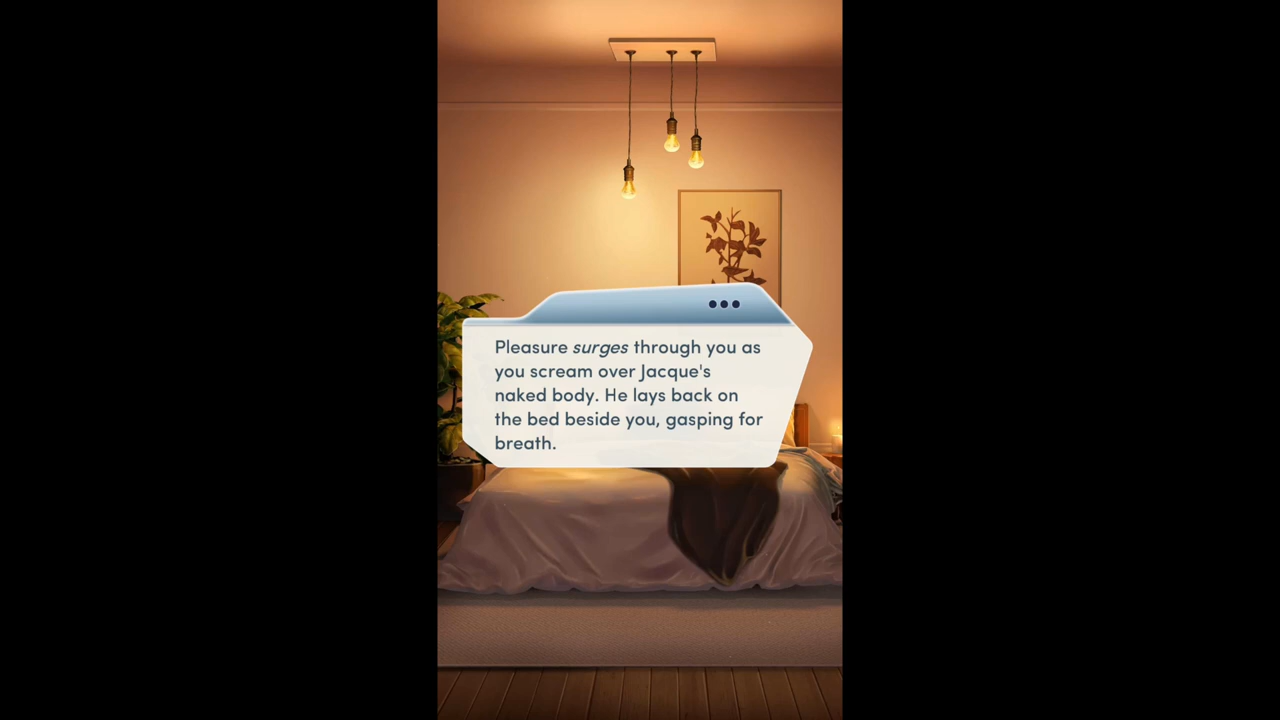 Pleasure surges through you as
you scream over Jacque's
naked body. He lays back on
the bed beside you, gasping for
breath.